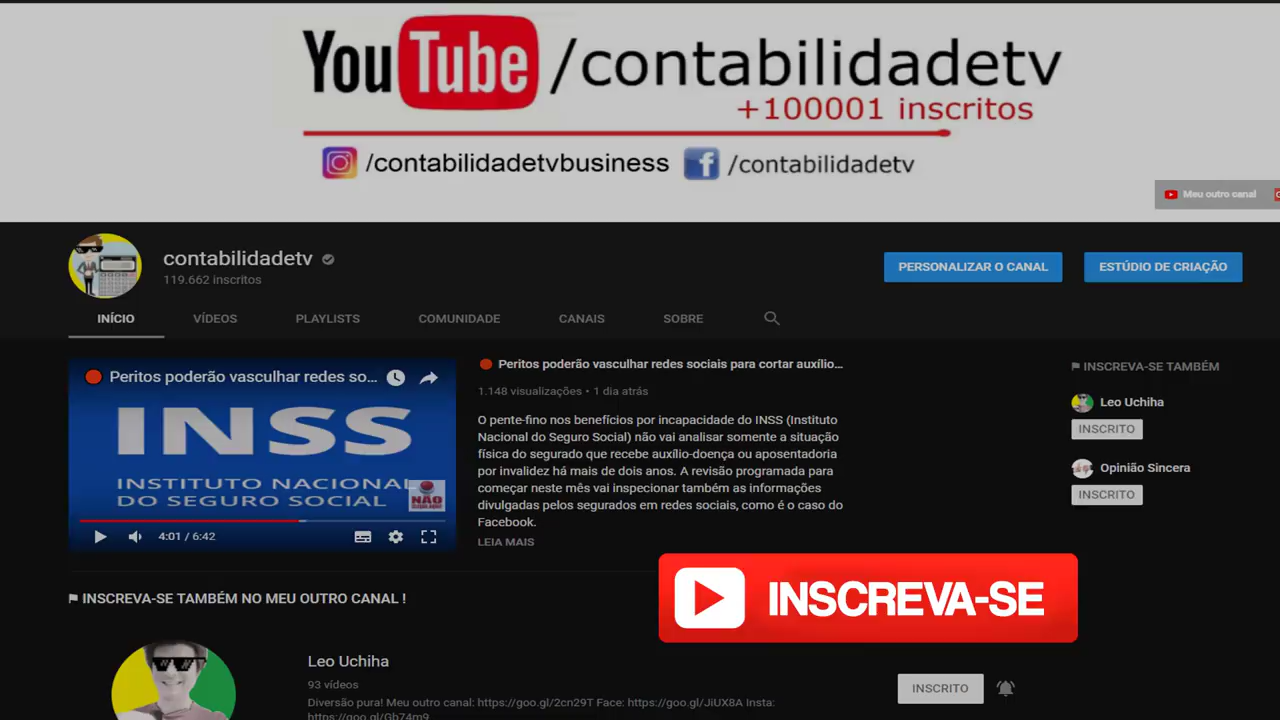 YouTube /contabilidadetv
+100001 inscritos
/contabilidadetvbusiness /contabilidadetv
Meu outro canal
contabilidadetv
119.662 inscritos
PERSONALIZAR O CANAL
ESTÚDIO DE CRIAÇÃO
INÍCIO VÍDEOS PLAYLISTS COMUNIDADE CANAIS SOBRE
Peritos poderão vasculhar redes so...
INSS
INSTITUTO NACIONAL
DO SEGURO SOCIAL
NÃO
4:01 / 6:42
Peritos poderão vasculhar redes sociais para cortar auxílio...
1.148 visualizações • 1 dia atrás
O pente-fino nos benefícios por incapacidade do INSS (Instituto
Nacional do Seguro Social) não vai analisar somente a situação
física do segurado que recebe auxílio-doença ou aposentadoria
por invalidez há mais de dois anos. A revisão programada para
começar neste mês vai inspecionar também as informações
divulgadas pelos segurados em redes sociais, como é o caso do
Facebook.
LEIA MAIS
INSCREVA-SE TAMBÉM
Leo Uchiha
INSCRITO
Opinião Sincera
INSCRITO
INSCREVA-SE
INSCREVA-SE TAMBÉM NO MEU OUTRO CANAL !
Leo Uchiha
93 vídeos
Diversão pura! Meu outro canal: https://goo.gl/2cn29T Face: https://goo.gl/JiUX8A Insta:
https://goo.gl/Gb74m9
INSCRITO